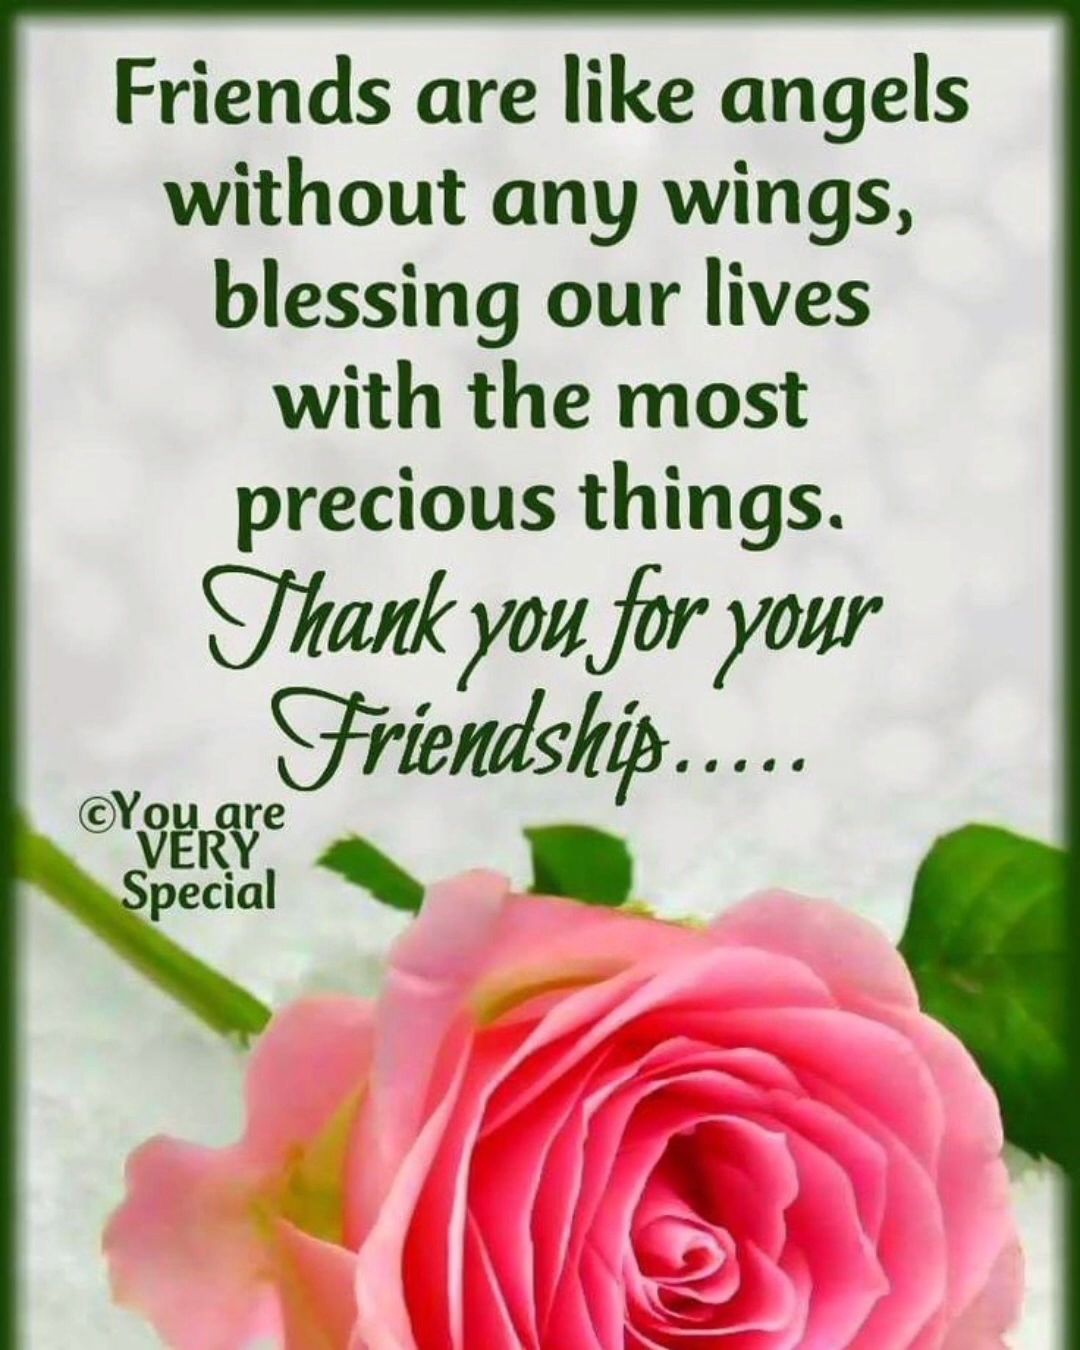 Friends are like angels
without any wings,
blessing our lives
with the most
precious things.
Thank you for your
Friendship.....
©You are
VERY
Special